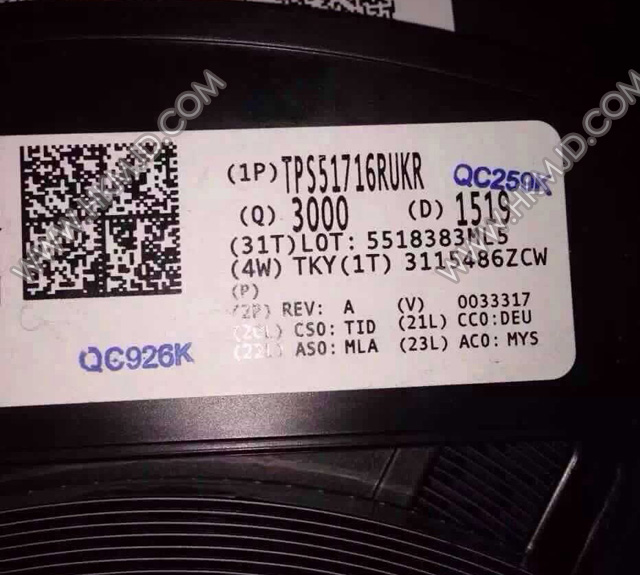 (1P) TPS51716RUKR QC259K
(Q) 3000 (D) 1519
(31T)LOT: 5518383ML5
(4W) TKY(1T) 3115486ZCW
(P)
(2P) REV: A (V) 0033317
(20L) CSO: TID (21L) CCO:DEU
(22L) ASO: MLA (23L) ACO: MYS
QC926K
WWW.HKMJD.COM
WWW.HKMJD.COM